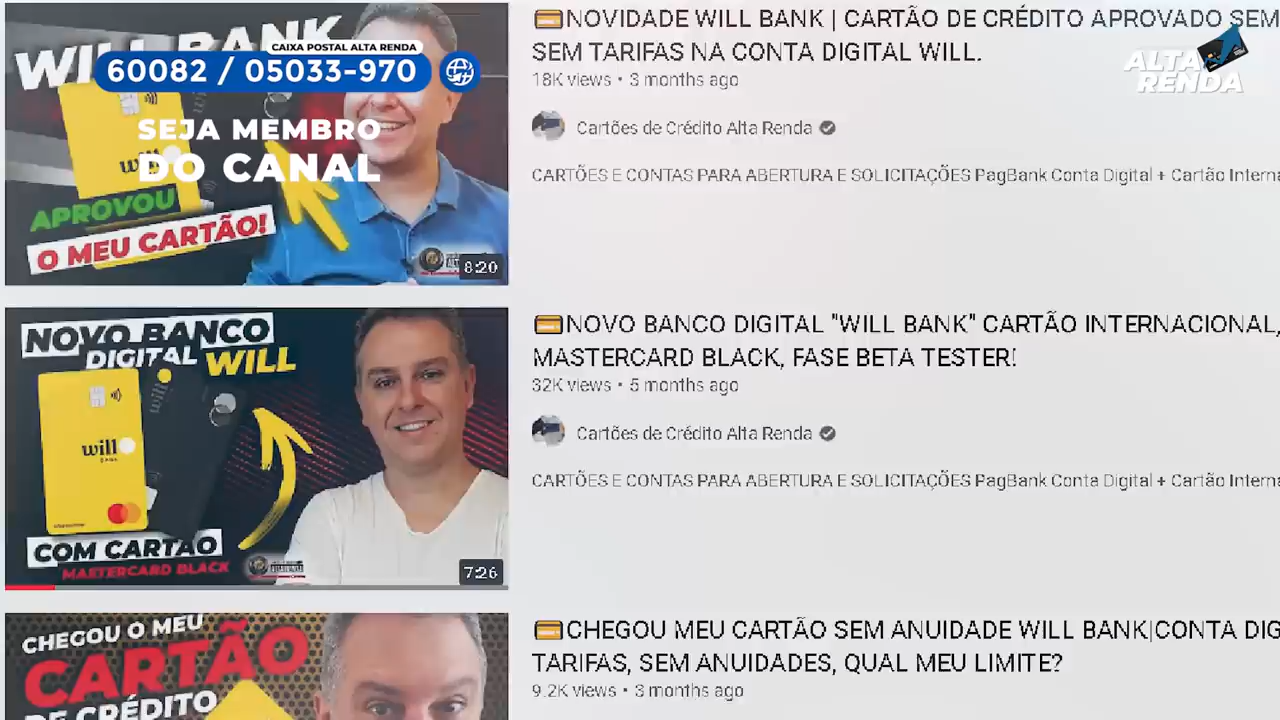 WILL BANK
CAIXA POSTAL ALTA RENDA
60082 / 05033-970
SEJA MEMBRO
DO CANAL
will
APROVOU
O MEU CARTÃO!
8:20
NOVIDADE WILL BANK | CARTÃO DE CRÉDITO APROVADO SEM
SEM TARIFAS NA CONTA DIGITAL WILL.
18K views • 3 months ago
Cartões de Crédito Alta Renda
CARTÕES E CONTAS PARA ABERTURA E SOLICITAÇÕES PagBank Conta Digital + Cartão Interna
ALTA
RENDA
NOVO BANCO
DIGITAL WILL
will
will
COM CARTÃO
MASTERCARD BLACK
7:26
NOVO BANCO DIGITAL "WILL BANK" CARTÃO INTERNACIONAL,
MASTERCARD BLACK, FASE BETA TESTER!
32K views • 5 months ago
Cartões de Crédito Alta Renda
CARTÕES E CONTAS PARA ABERTURA E SOLICITAÇÕES PagBank Conta Digital + Cartão Interna
CHEGOU O MEU
CARTÃO
DE CRÉDITO
CHEGOU MEU CARTÃO SEM ANUIDADE WILL BANK|CONTA DIG
TARIFAS, SEM ANUIDADES, QUAL MEU LIMITE?
9.2K views • 3 months ago